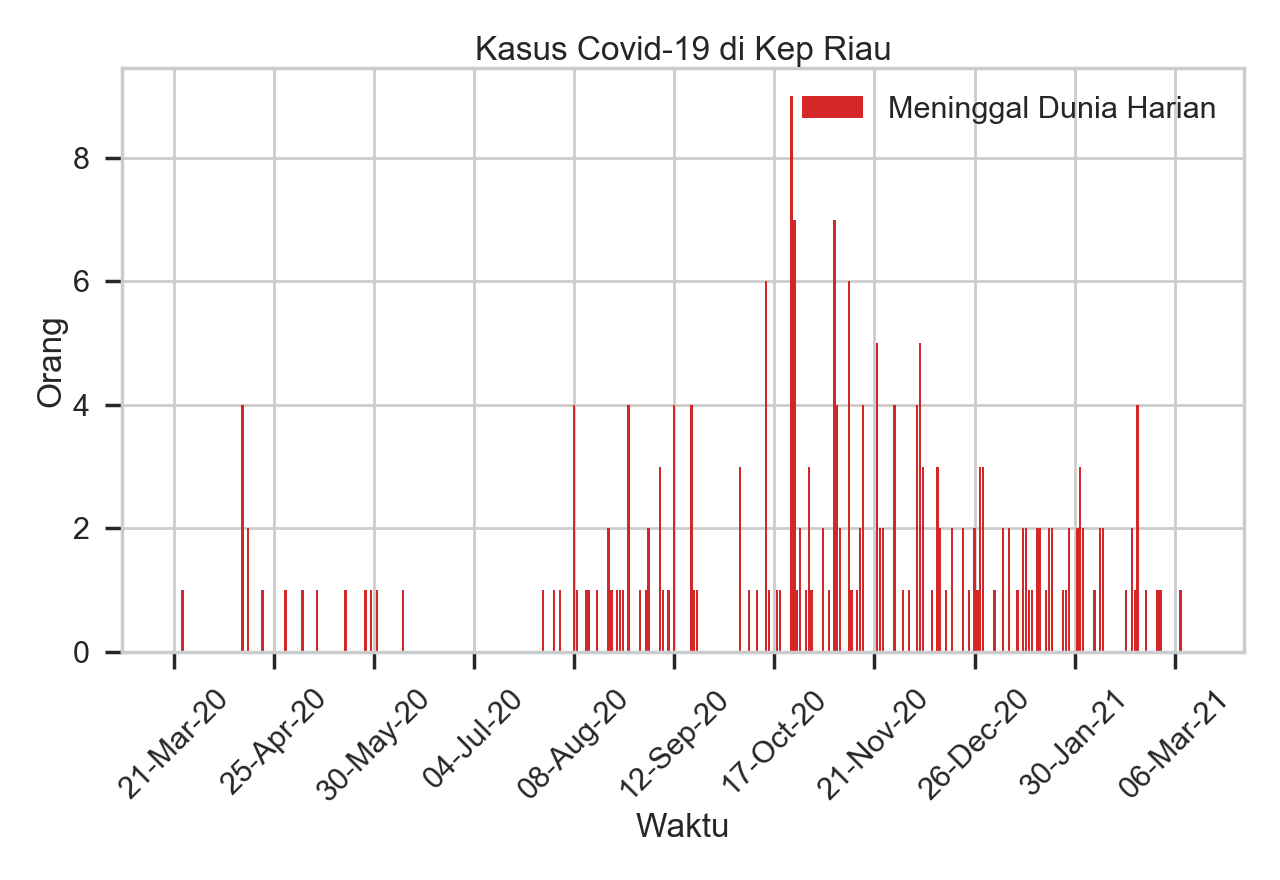 Kasus Covid-19 di Kep Riau
Meninggal Dunia Harian
8
6
4
2
0
Orang
21-Mar-20
25-Apr-20
30-May-20
04-Jul-20
08-Aug-20
12-Sep-20
17-Oct-20
21-Nov-20
26-Dec-20
30-Jan-21
06-Mar-21
Waktu